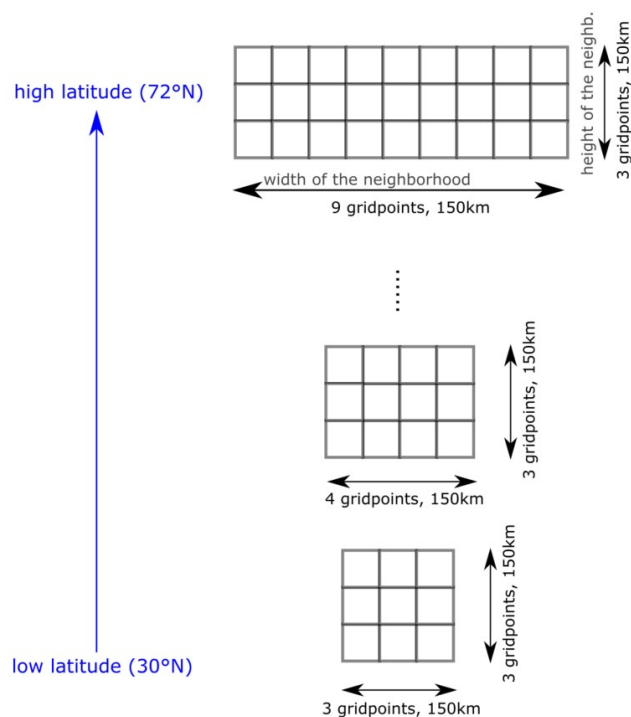 high latitude (72°N)
height of the neighb.
3 gridpoints, 150km
width of the neighborhood
9 gridpoints, 150km
3 gridpoints, 150km
4 gridpoints, 150km
3 gridpoints, 150km
low latitude (30°N)
3 gridpoints, 150km